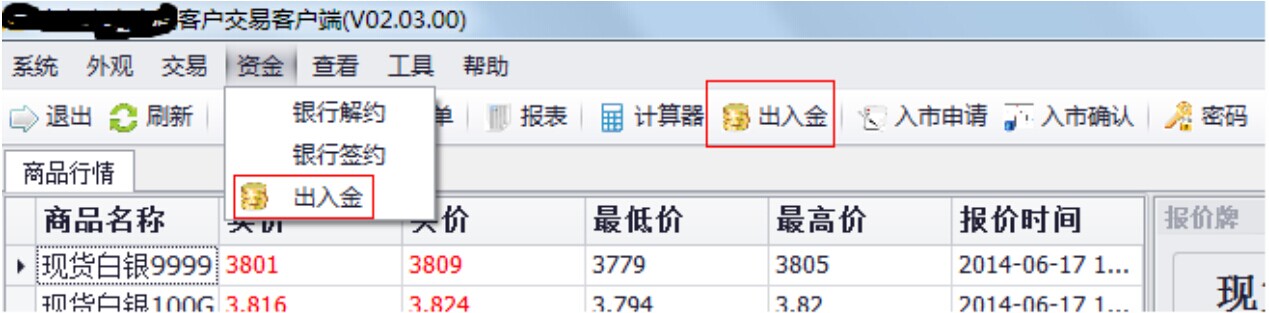 客户交易客户端(V02.03.00)
系统 外观 交易 资金 查看 工具 帮助
退出 刷新 单 报表 计算器 出入金 入市申请 入市确认 密码
银行解约
银行签约
出入金
商品行情
商品名称 价 价 最低价 最高价 报价时间 报价牌
现货白银9999 3801 3809 3779 3805 2014-06-17 1...
现货白银100G 3.816 3.824 3.794 3.82 2014-06-17 1...
现